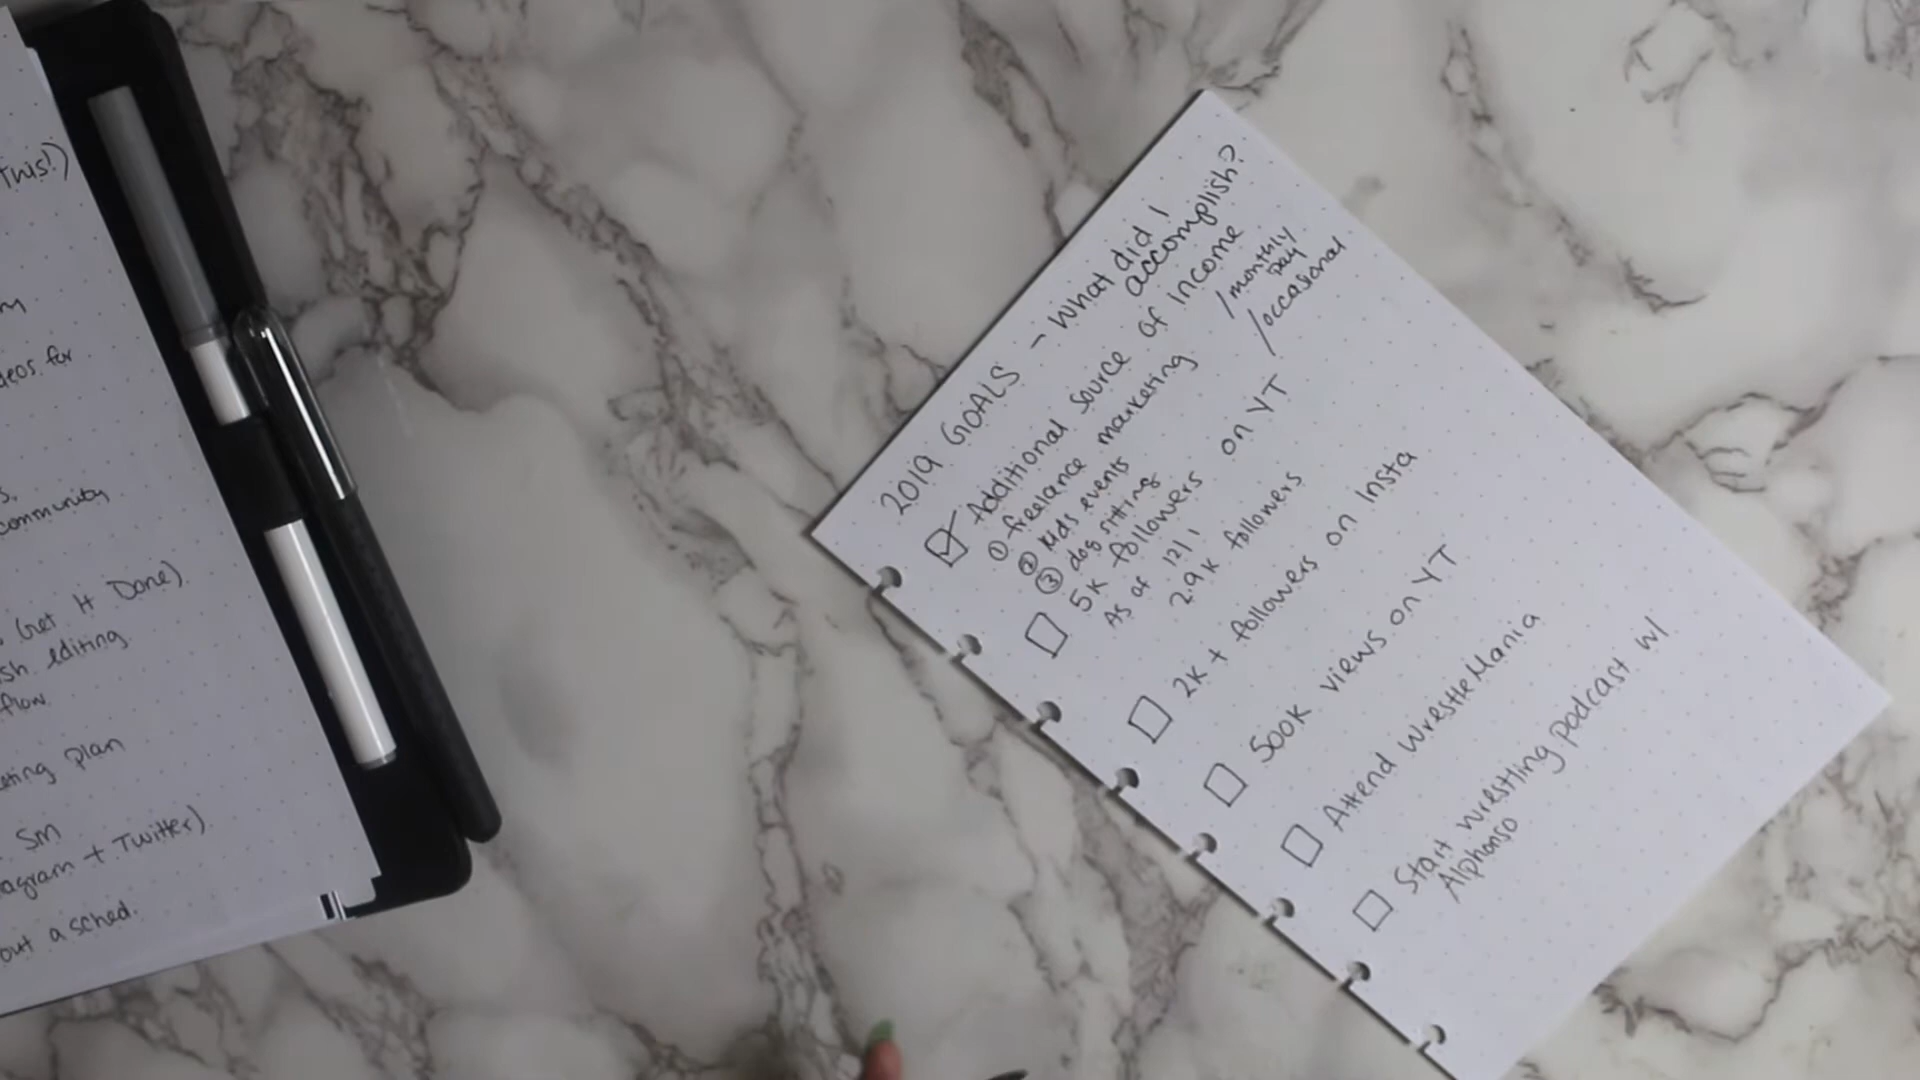 This!)
deos for
community
Get It Done)
editing
flow.
plan
Sm
agram + Twitter)
out a sched.
2019 GOALS - What did I
accomplish?
Additional source of income
① freelance marketing /monthly
pay
② kids events /occasional
③ dog sitting
5K followers on YT
As of 12/1
2.9K followers
2K + followers on Insta
500K views on YT
Attend WrestleMania
Start wrestling podcast w/
Alphonso